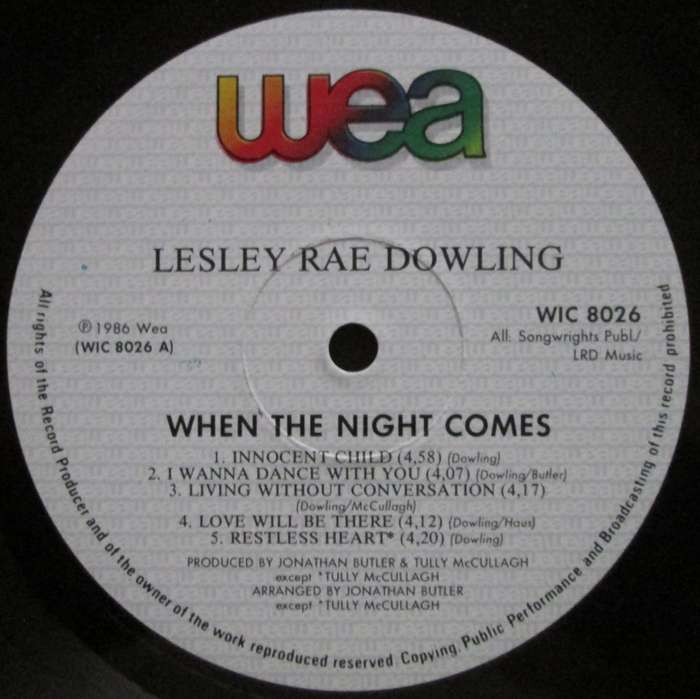 wea
LESLEY RAE DOWLING
℗ 1986 Wea
(WIC 8026 A)
WIC 8026
All: Songwrights Publ./
LRD Music
WHEN THE NIGHT COMES
1. INNOCENT CHILD (4,58) (Dowling)
2. I WANNA DANCE WITH YOU (4,07) (Dowling/Butler)
3. LIVING WITHOUT CONVERSATION (4,17)
(Dowling/McCullagh)
4. LOVE WILL BE THERE (4,12) (Dowling/Haus)
5. RESTLESS HEART* (4,20) (Dowling)
PRODUCED BY JONATHAN BUTLER & TULLY McCULLAGH
except *TULLY McCULLAGH
ARRANGED BY JONATHAN BUTLER
except *TULLY McCULLAGH
All rights of the Record Producer and of the owner of the work reproduced reserved. Copying, Public Performance and Broadcasting of this record prohibited